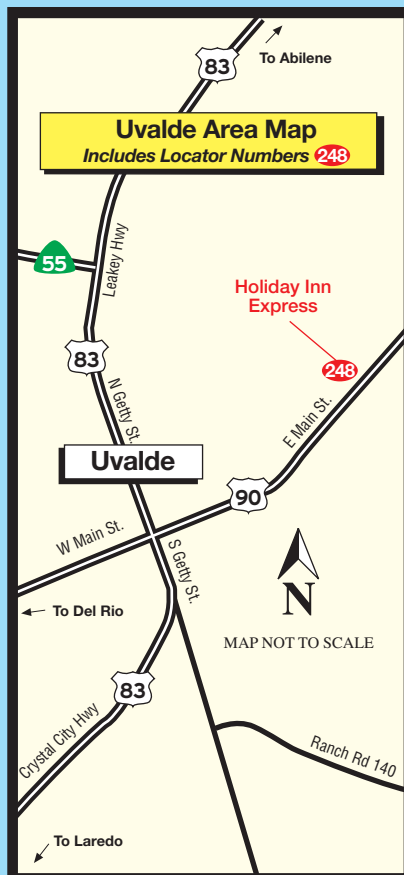 83
To Abilene
Uvalde Area Map
Includes Locator Numbers 248
55
Leakey Hwy
Holiday Inn
Express
83
248
N Getty St.
E Main St.
Uvalde
90
W Main St.
S Getty St.
N
To Del Rio
MAP NOT TO SCALE
83
Crystal City Hwy
Ranch Rd 140
To Laredo